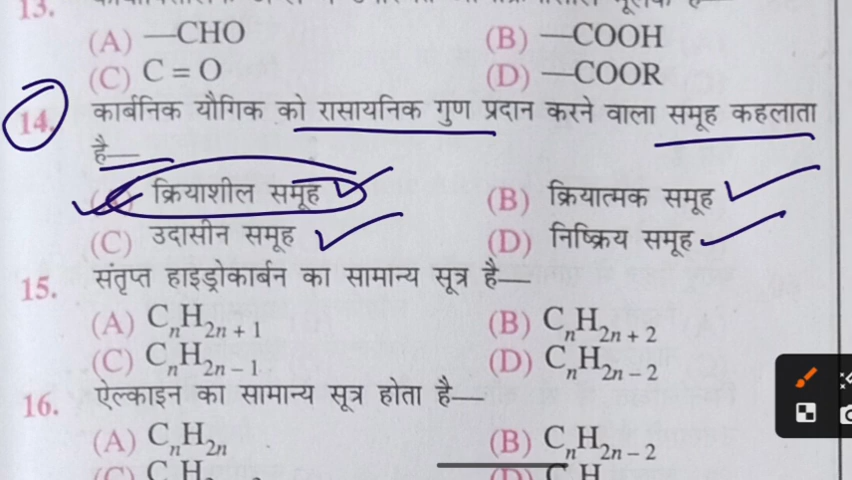 13.
(A) —CHO (B) —COOH
(C) C = O (D) —COOR
14. कार्बनिक यौगिक को रासायनिक गुण प्रदान करने वाला समूह कहलाता
है—
क्रियाशील समूह (B) क्रियात्मक समूह
(C) उदासीन समूह (D) निष्क्रिय समूह
15. संतृप्त हाइड्रोकार्बन का सामान्य सूत्र है—
(A) CₙH₂ₙ ₊ ₁ (B) CₙH₂ₙ ₊ ₂
(C) CₙH₂ₙ ₋ ₁ (D) CₙH₂ₙ ₋ ₂
16. ऐल्काइन का सामान्य सूत्र होता है—
(A) CₙH₂ₙ (B) CₙH₂ₙ ₋ ₂